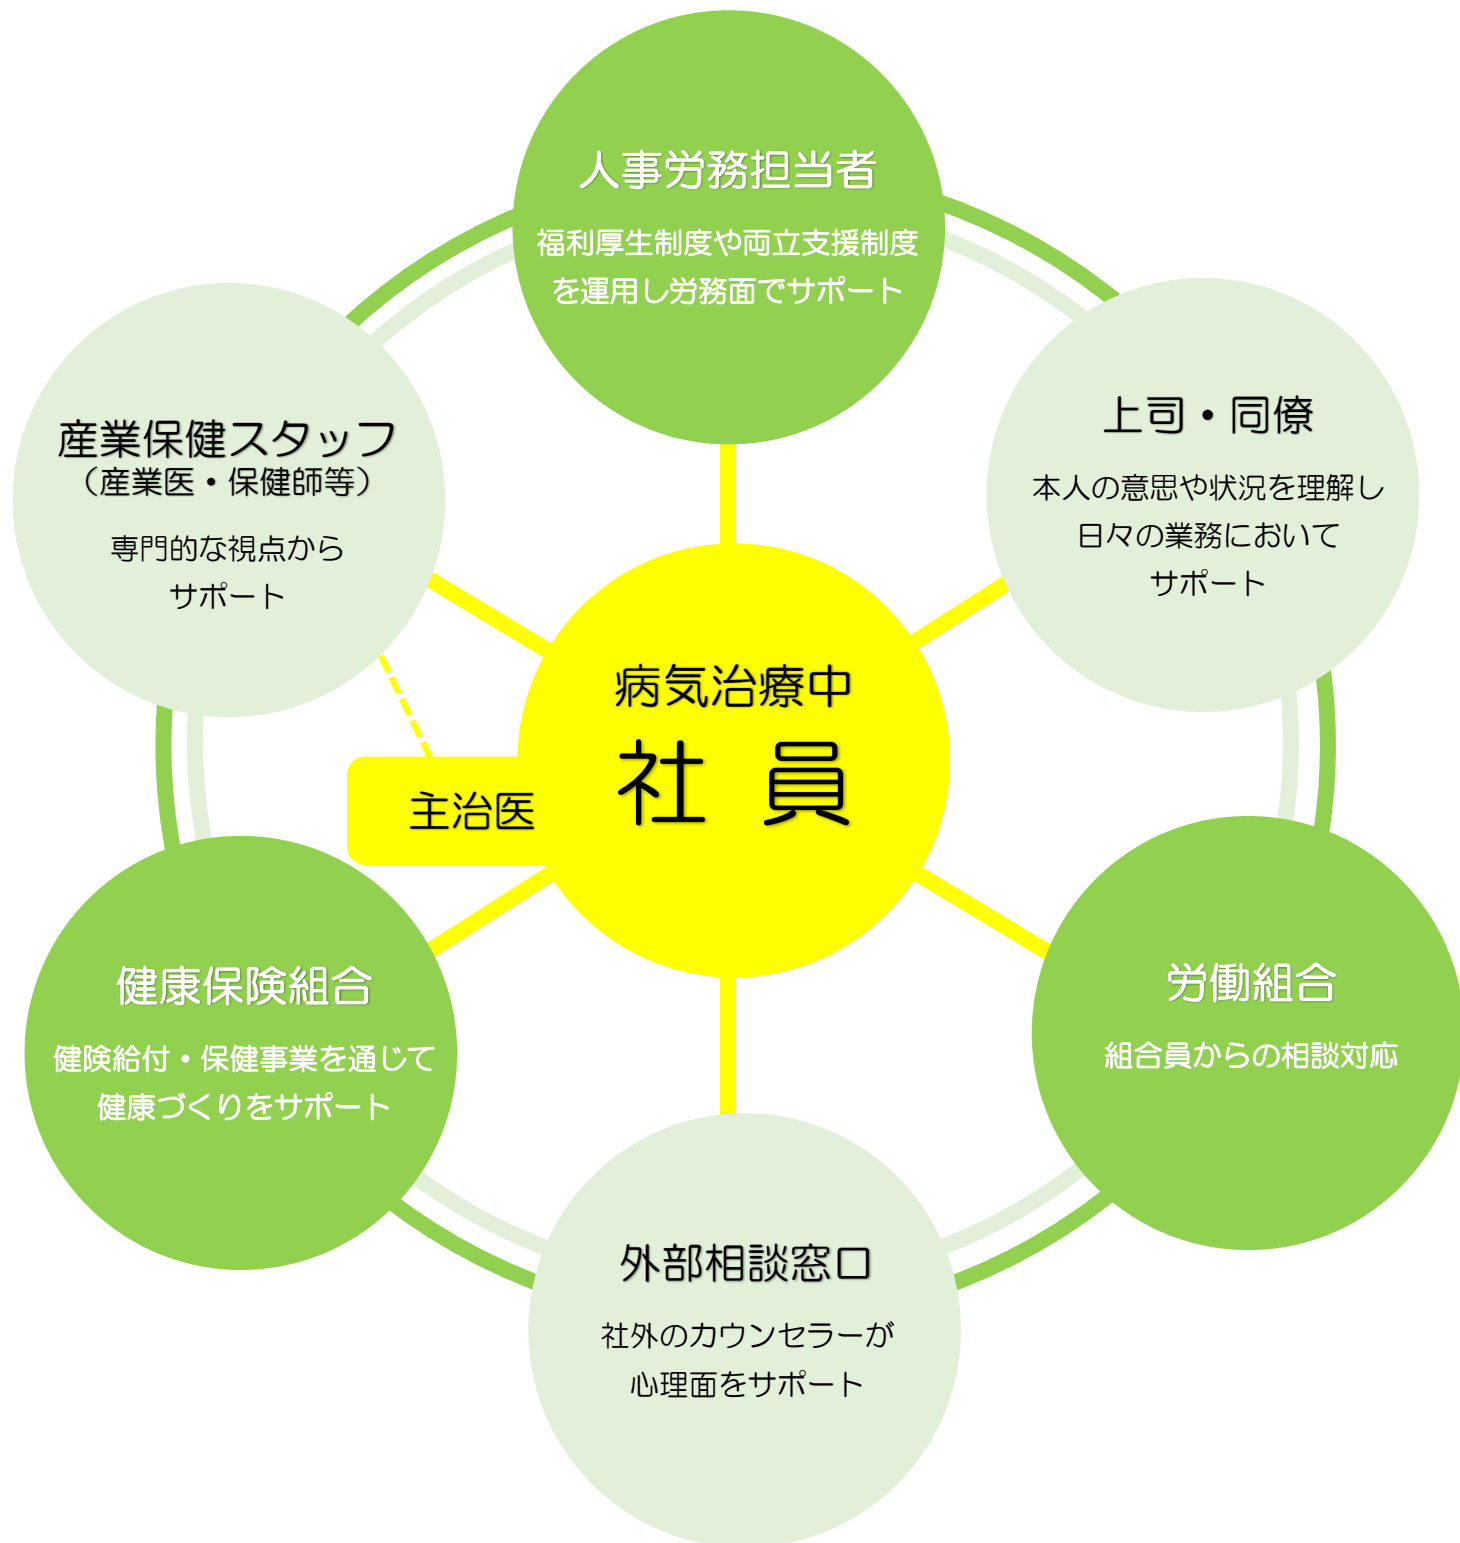 人事労務担当者
福利厚生制度や両立支援制度
を運用し労務面でサポート
上司・同僚
本人の意思や状況を理解し
日々の業務において
サポート
産業保健スタッフ
（産業医・保健師等）
専門的な視点から
サポート
病気治療中
社 員
主治医
健康保険組合
健険給付・保健事業を通じて
健康づくりをサポート
労働組合
組合員からの相談対応
外部相談窓口
社外のカウンセラーが
心理面をサポート